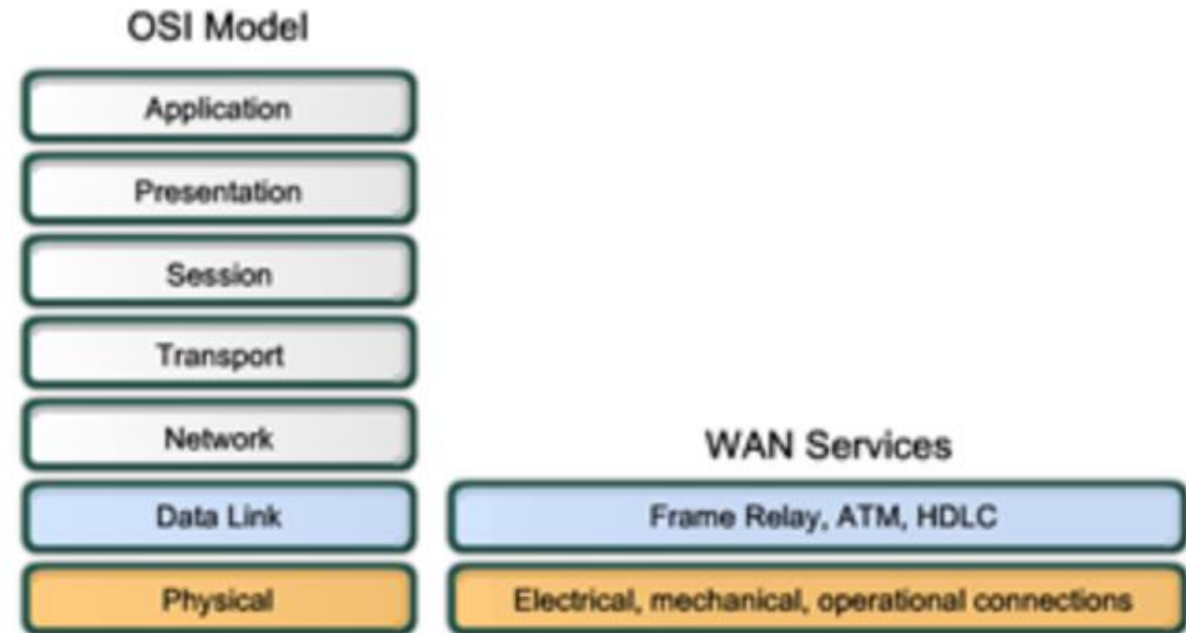 OSI Model
Application
Presentation
Session
Transport
Network
WAN Services
Data Link
Frame Relay, ATM, HDLC
Physical
Electrical, mechanical, operational connections